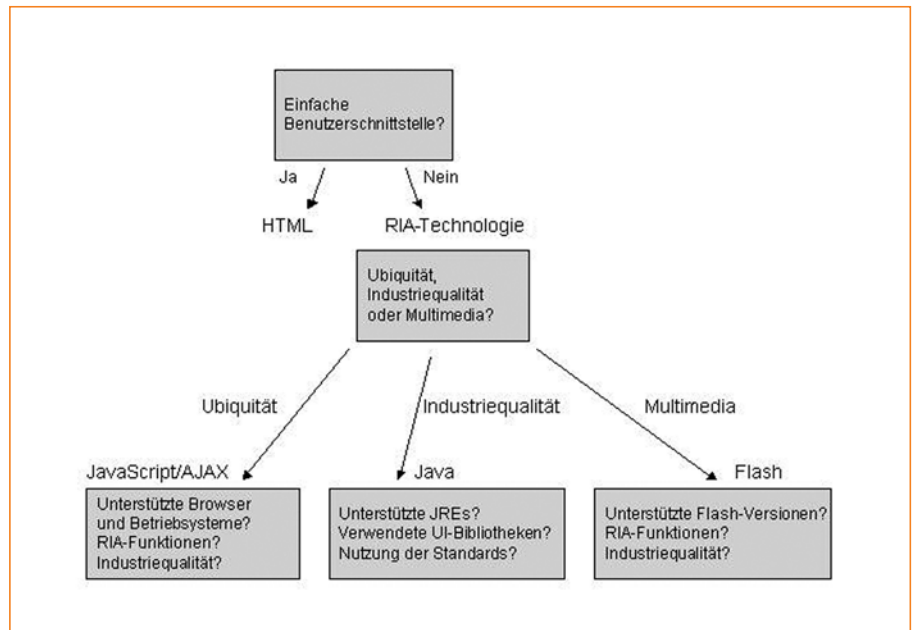 Einfache
Benutzerschnittstelle?
Ja
Nein
HTML
RIA-Technologie
Ubiquität,
Industriequalität
oder Multimedia?
Ubiquität
Industriequalität
Multimedia
JavaScript/AJAX
Java
Flash
Unterstützte Browser
und Betriebsysteme?
RIA-Funktionen?
Industriequalität?
Unterstützte JREs?
Verwendete UI-Bibliotheken?
Nutzung der Standards?
Unterstützte Flash-Versionen?
RIA-Funktionen?
Industriequalität?